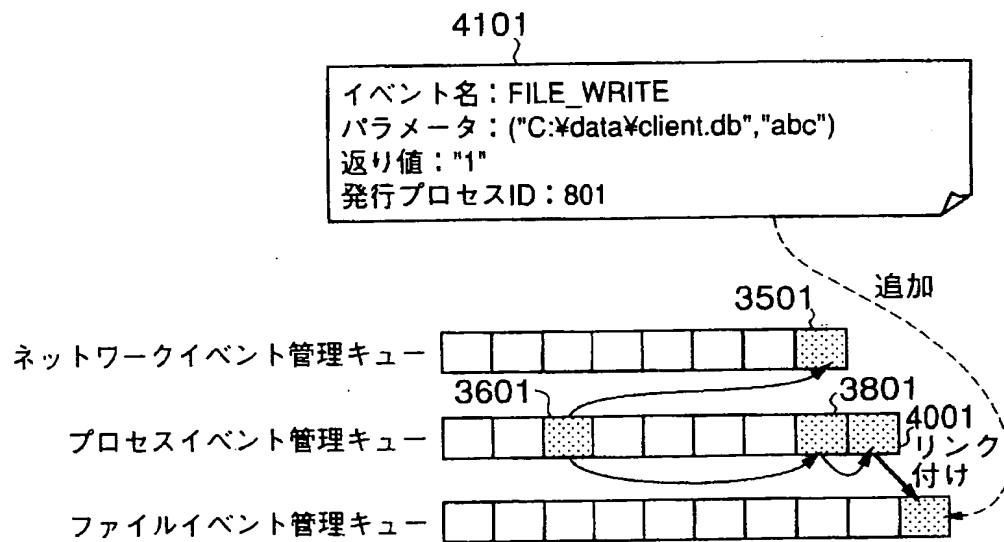 4101
イベント名：FILE_WRITE
パラメータ：("C:¥data¥client.db","abc")
返り値："1"
発行プロセスID：801
追加
3501
ネットワークイベント管理キュー
3601
3801
プロセスイベント管理キュー
4001
リンク
付け
ファイルイベント管理キュー